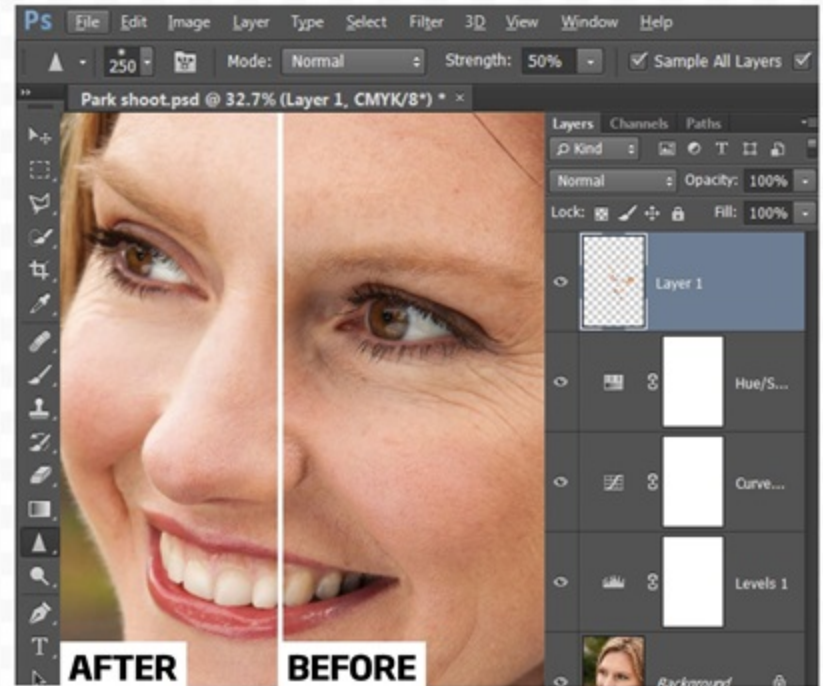 Ps File Edit Image Layer Type Select Filter 3D View Window Help
250 Mode: Normal Strength: 50% Sample All Layers
Park shoot.psd @ 32.7% (Layer 1, CMYK/8*) * ×
Layers Channels Paths
Kind
Normal Opacity: 100%
Lock: Fill: 100%
Layer 1
Hue/S...
Curve...
Levels 1
Background
AFTER BEFORE